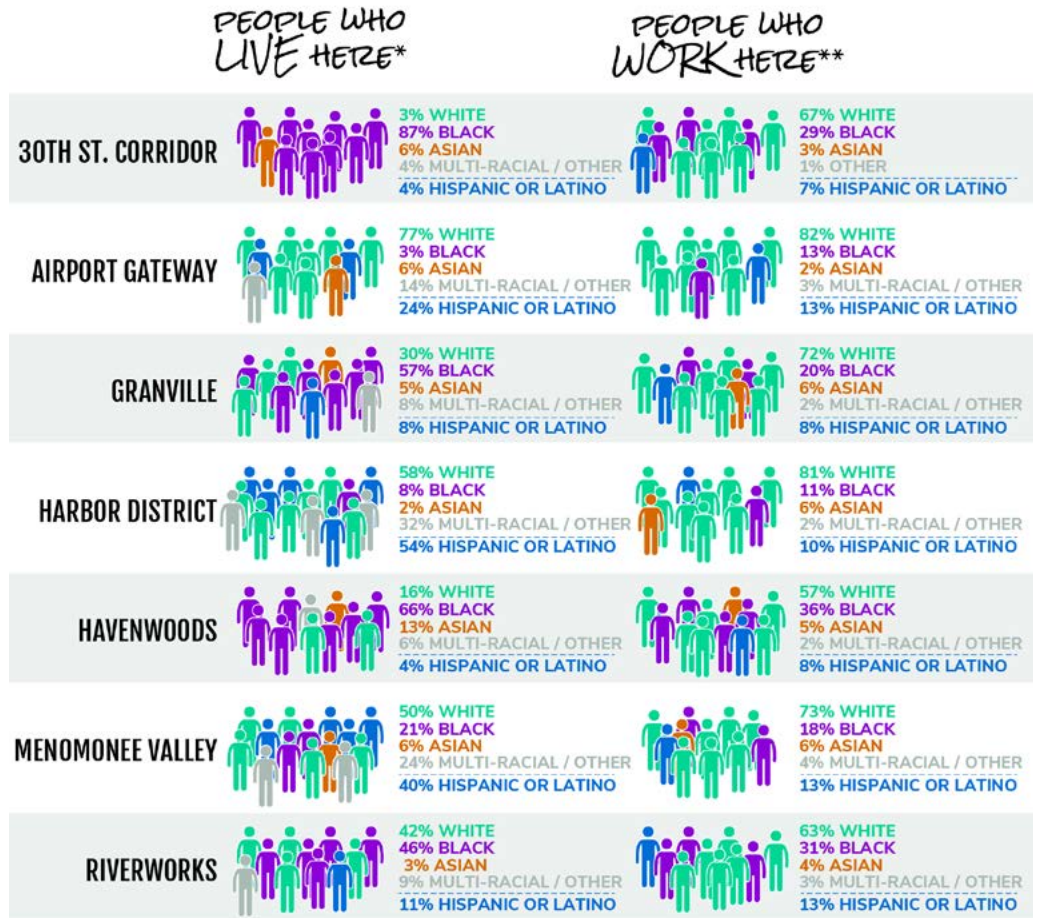 PEOPLE WHO
LIVE HERE*
PEOPLE WHO
WORK HERE**
30TH ST. CORRIDOR
3% WHITE
87% BLACK
6% ASIAN
4% MULTI-RACIAL / OTHER
4% HISPANIC OR LATINO
67% WHITE
29% BLACK
3% ASIAN
1% OTHER
7% HISPANIC OR LATINO
AIRPORT GATEWAY
77% WHITE
3% BLACK
6% ASIAN
14% MULTI-RACIAL / OTHER
24% HISPANIC OR LATINO
82% WHITE
13% BLACK
2% ASIAN
3% MULTI-RACIAL / OTHER
13% HISPANIC OR LATINO
GRANVILLE
30% WHITE
57% BLACK
5% ASIAN
8% MULTI-RACIAL / OTHER
8% HISPANIC OR LATINO
72% WHITE
20% BLACK
6% ASIAN
2% MULTI-RACIAL / OTHER
8% HISPANIC OR LATINO
HARBOR DISTRICT
58% WHITE
8% BLACK
2% ASIAN
32% MULTI-RACIAL / OTHER
54% HISPANIC OR LATINO
81% WHITE
11% BLACK
6% ASIAN
2% MULTI-RACIAL / OTHER
10% HISPANIC OR LATINO
HAVENWOODS
16% WHITE
66% BLACK
13% ASIAN
6% MULTI-RACIAL / OTHER
4% HISPANIC OR LATINO
57% WHITE
36% BLACK
5% ASIAN
2% MULTI-RACIAL / OTHER
8% HISPANIC OR LATINO
MENOMONEE VALLEY
50% WHITE
21% BLACK
6% ASIAN
24% MULTI-RACIAL / OTHER
40% HISPANIC OR LATINO
73% WHITE
18% BLACK
6% ASIAN
4% MULTI-RACIAL / OTHER
13% HISPANIC OR LATINO
RIVERWORKS
42% WHITE
46% BLACK
3% ASIAN
9% MULTI-RACIAL / OTHER
11% HISPANIC OR LATINO
63% WHITE
31% BLACK
4% ASIAN
3% MULTI-RACIAL / OTHER
13% HISPANIC OR LATINO